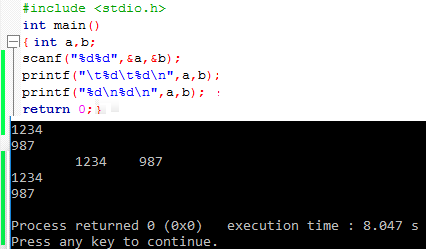 #include <stdio.h>
int main()
{ int a,b;
scanf("%d%d",&a,&b);
printf("\t%d\t%d\n",a,b);
printf("%d\n%d\n",a,b);
return 0;}
1234
987
        1234    987
1234
987
Process returned 0 (0x0)   execution time : 8.047 s
Press any key to continue.